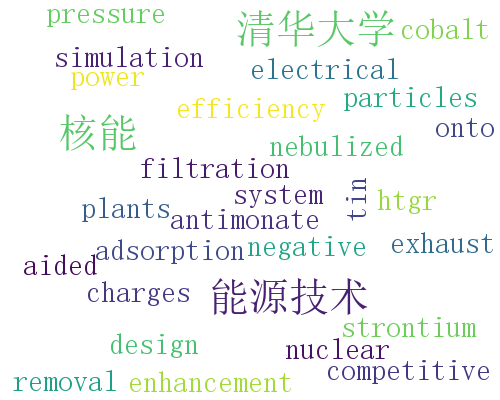 pressure
清华大学 cobalt
simulation
power electrical
efficiency particles
核能 onto
nebulized
filtration
system tin htgr
plants antimonate
adsorption negative exhaust
aided
charges 能源技术
strontium
design nuclear
competitive
removal enhancement